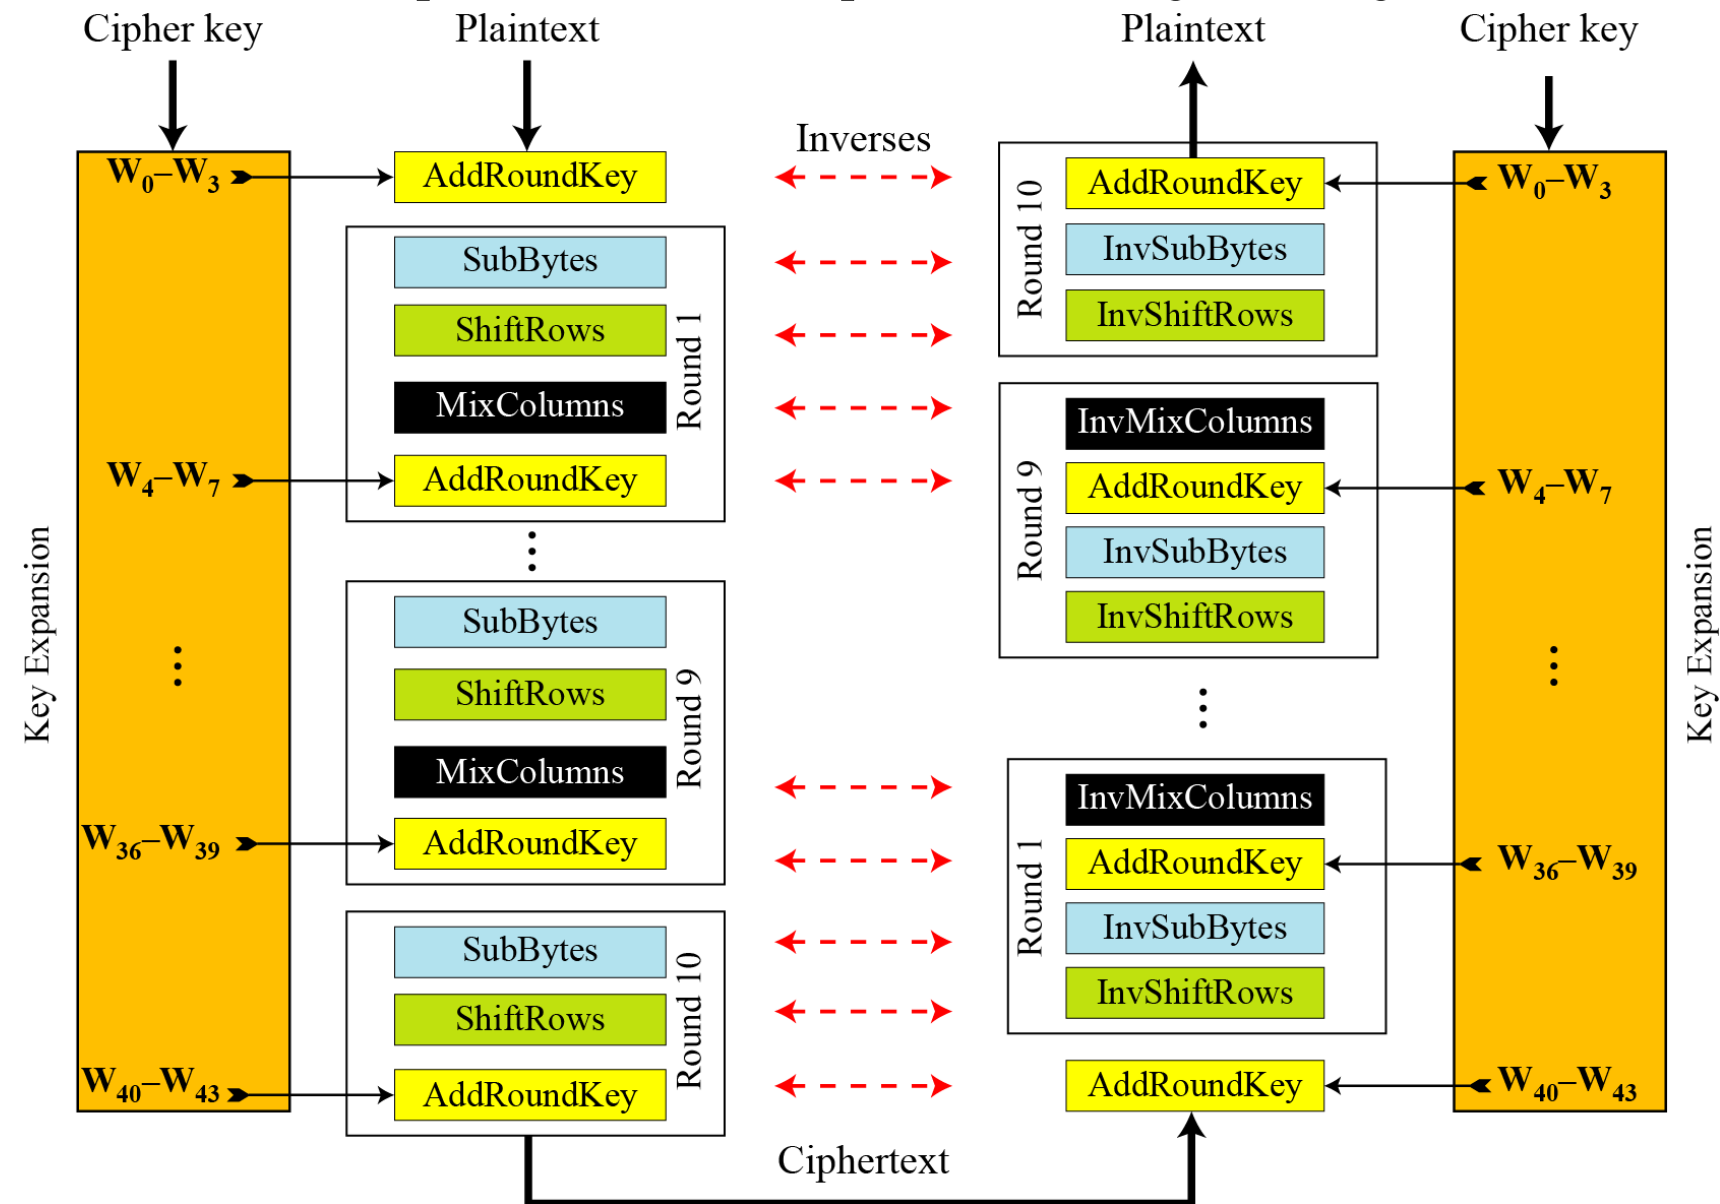 Cipher key
Plaintext
Plaintext
Cipher key
Inverses
W0–W3
AddRoundKey
SubBytes
ShiftRows
MixColumns
W4–W7
AddRoundKey
Round 1
SubBytes
ShiftRows
MixColumns
W36–W39
AddRoundKey
Round 9
SubBytes
ShiftRows
W40–W43
AddRoundKey
Round 10
Key Expansion
AddRoundKey
W0–W3
InvSubBytes
InvShiftRows
Round 10
InvMixColumns
AddRoundKey
W4–W7
InvSubBytes
InvShiftRows
Round 9
InvMixColumns
AddRoundKey
W36–W39
InvSubBytes
InvShiftRows
Round 1
AddRoundKey
W40–W43
Key Expansion
Ciphertext